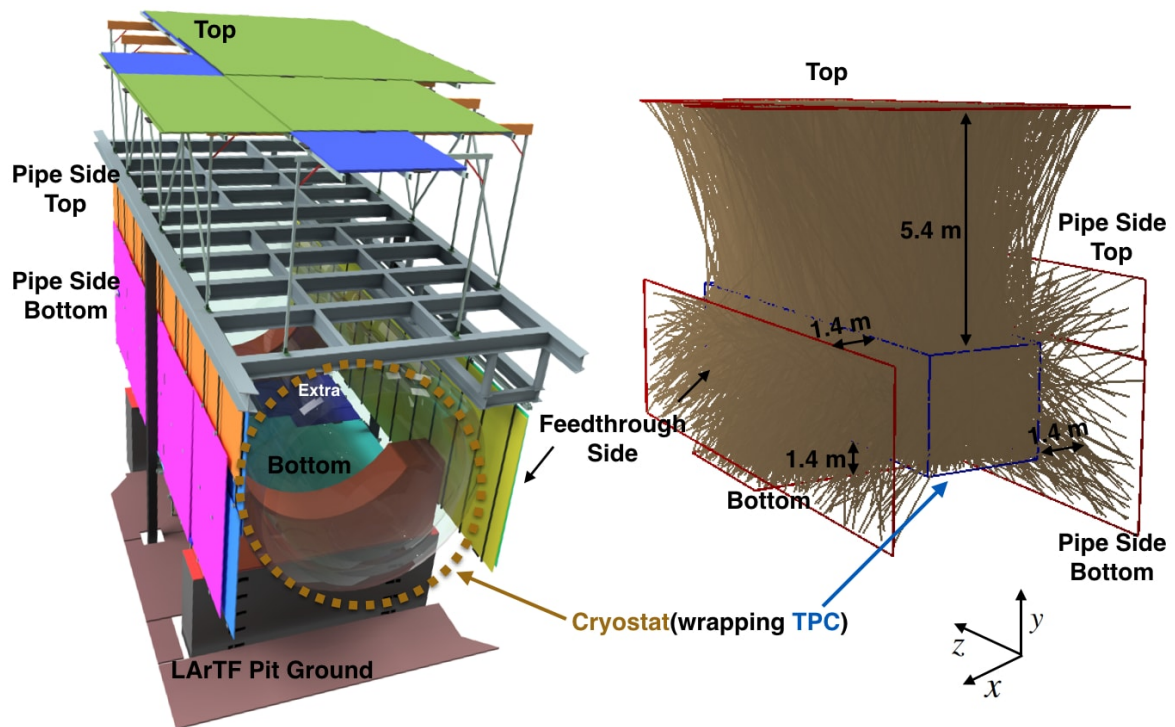 Top
Pipe Side
Top
Pipe Side
Bottom
Extra
Bottom
LArTF Pit Ground
Feedthrough
Side
Cryostat(wrapping TPC)
Top
5.4 m
Pipe Side
Top
1.4 m
1.4 m
1.4 m
Bottom
Pipe Side
Bottom
y
z
x